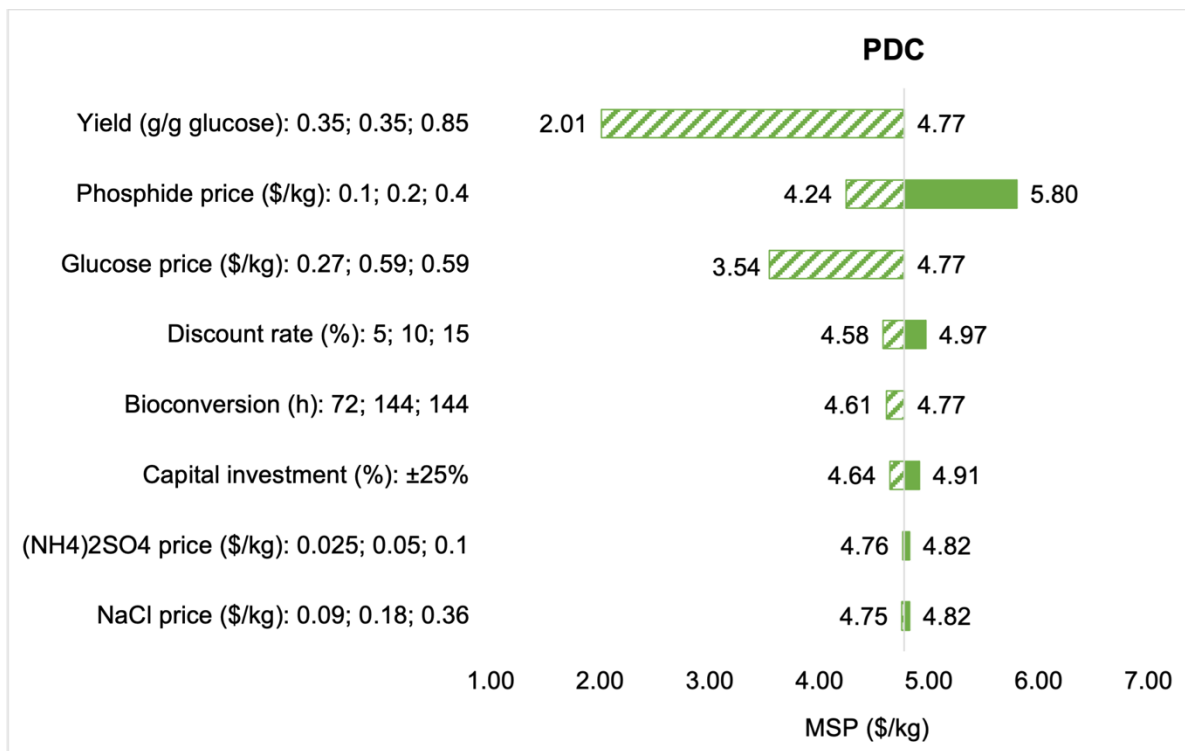 PDC
Yield (g/g glucose): 0.35; 0.35; 0.85 2.01 4.77
Phosphide price ($/kg): 0.1; 0.2; 0.4 4.24 5.80
Glucose price ($/kg): 0.27; 0.59; 0.59 3.54 4.77
Discount rate (%): 5; 10; 15 4.58 4.97
Bioconversion (h): 72; 144; 144 4.61 4.77
Capital investment (%): ±25% 4.64 4.91
(NH4)2SO4 price ($/kg): 0.025; 0.05; 0.1 4.76 4.82
NaCl price ($/kg): 0.09; 0.18; 0.36 4.75 4.82
1.00 2.00 3.00 4.00 5.00 6.00 7.00
MSP ($/kg)